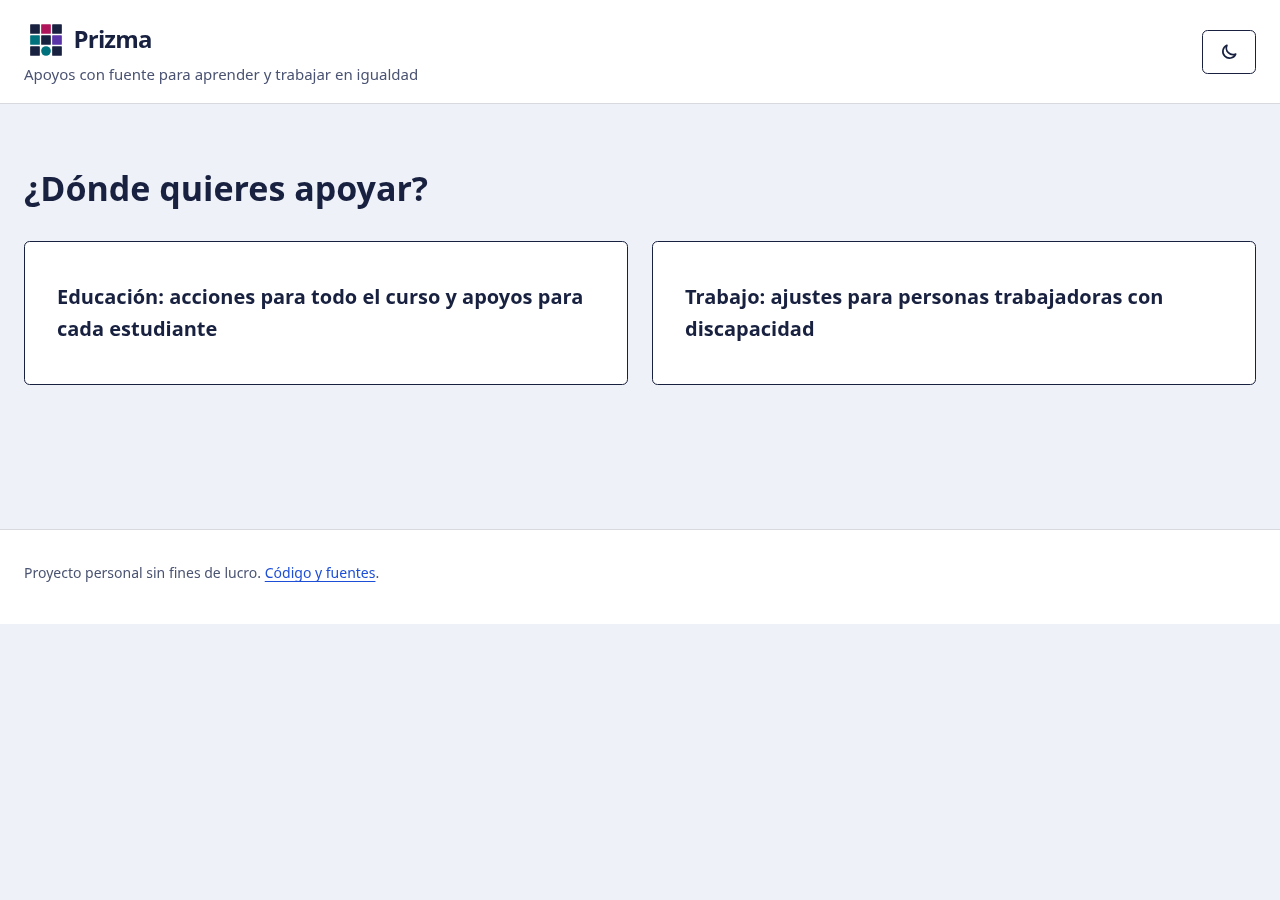 Prizma
Apoyos con fuente para aprender y trabajar en igualdad
¿Dónde quieres apoyar?
Educación: acciones para todo el curso y apoyos para
cada estudiante
Trabajo: ajustes para personas trabajadoras con
discapacidad
Proyecto personal sin fines de lucro. Código y fuentes.